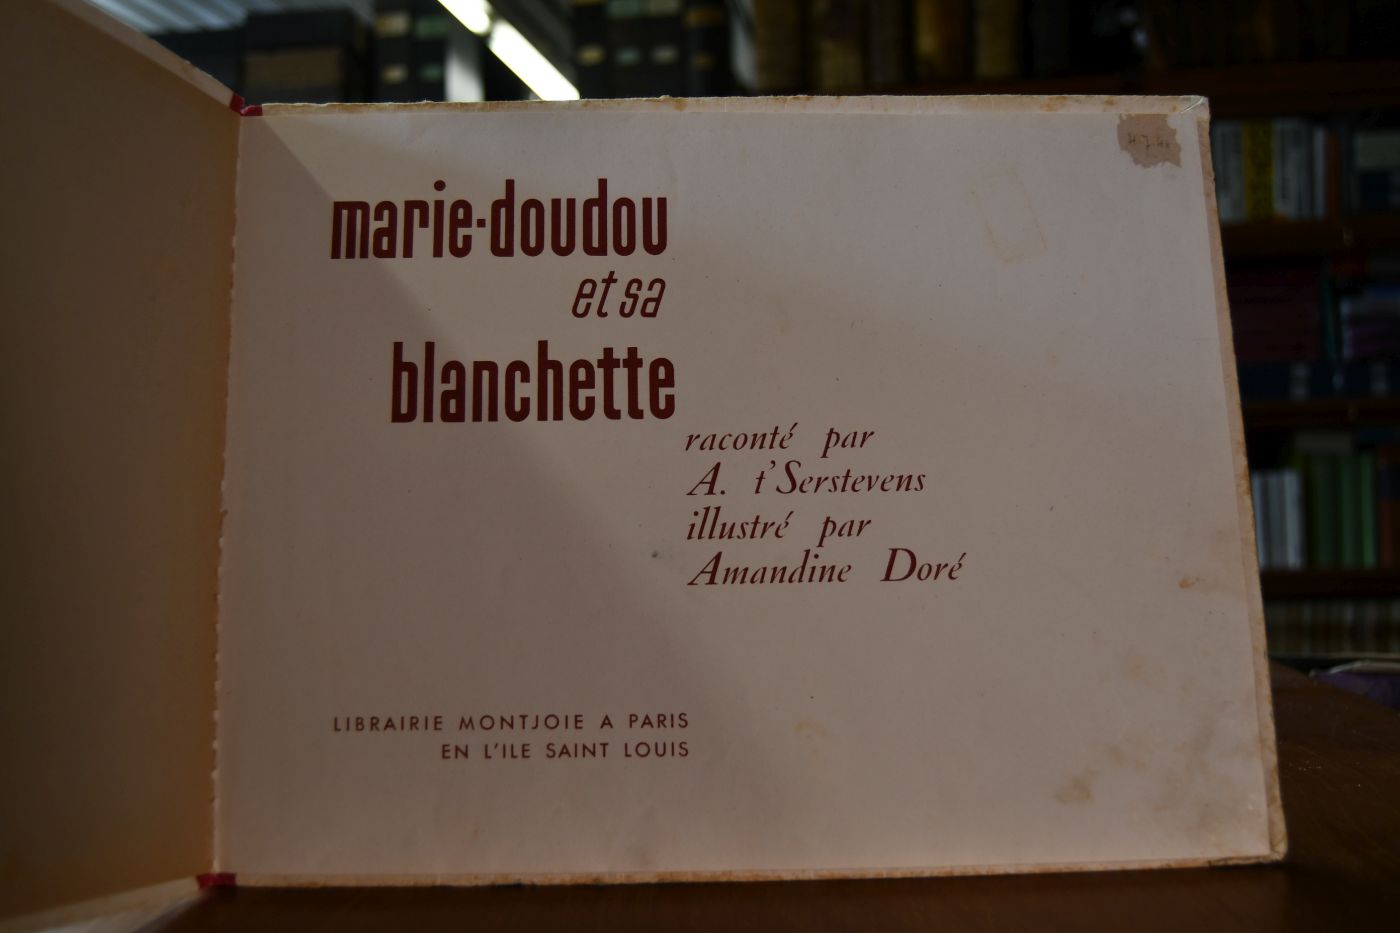 marie-doudou
et sa
blanchette
raconté par
A. t'Serstevens
illustré par
Amandine Doré
LIBRAIRIE MONTJOIE A PARIS
EN L'ILE SAINT LOUIS